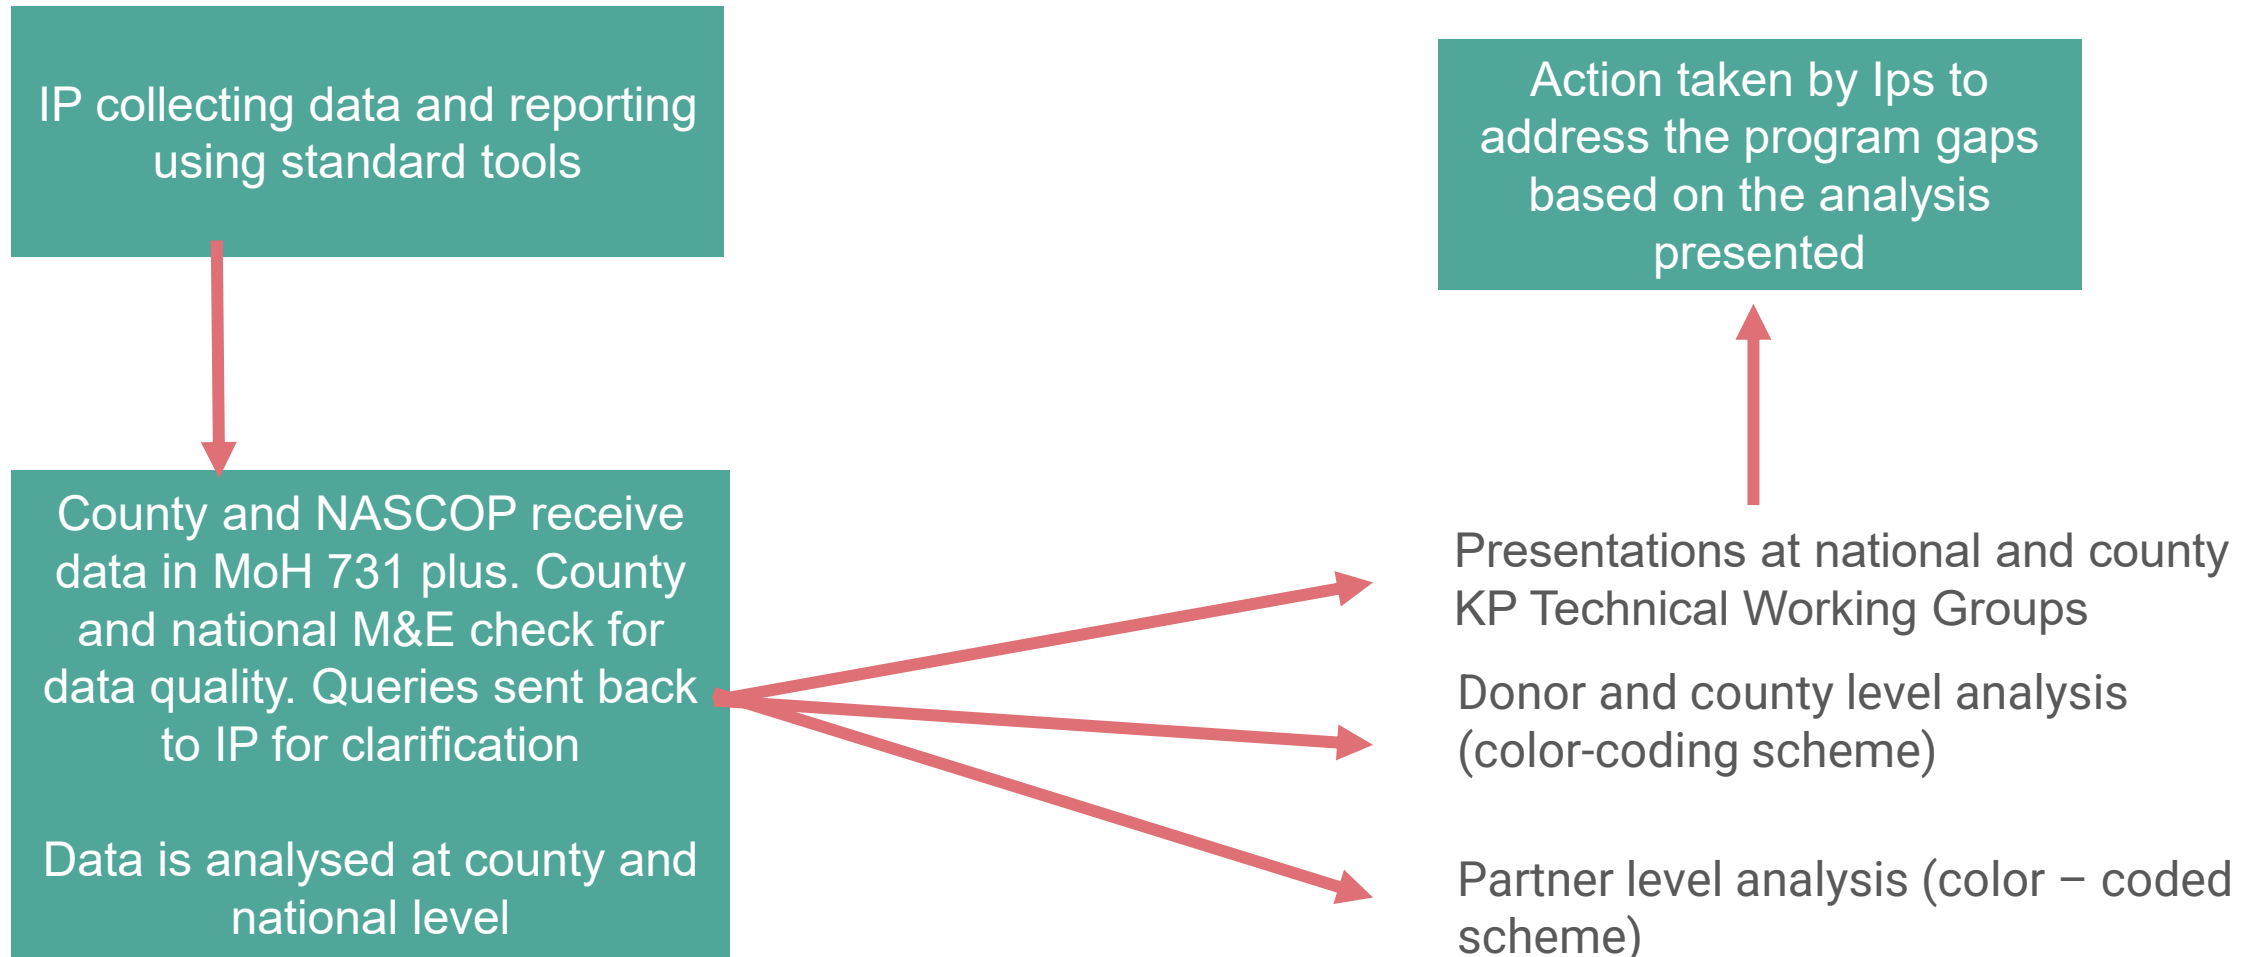 IP collecting data and reporting
using standard tools
County and NASCOP receive
data in MoH 731 plus. County
and national M&E check for
data quality. Queries sent back
to IP for clarification
Data is analysed at county and
national level
Action taken by Ips to
address the program gaps
based on the analysis
presented
Presentations at national and county
KP Technical Working Groups
Donor and county level analysis
(color-coding scheme)
Partner level analysis (color – coded
scheme)